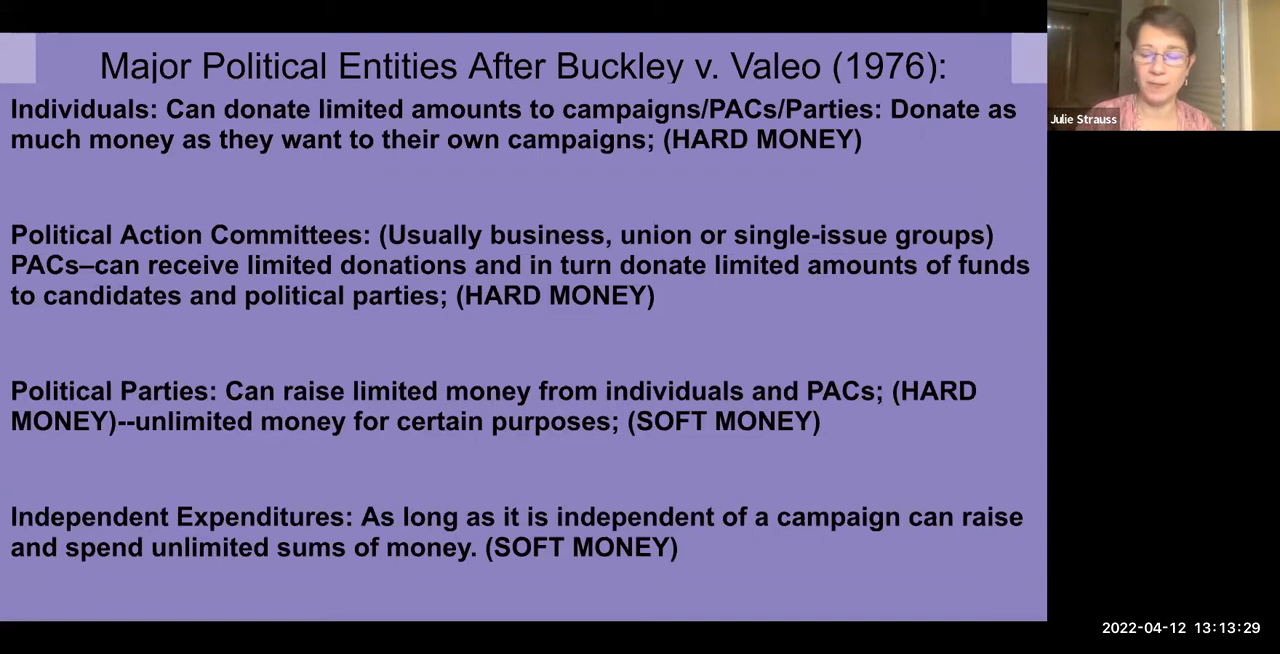 Major Political Entities After Buckley v. Valeo (1976):
Individuals: Can donate limited amounts to campaigns/PACs/Parties: Donate as
much money as they want to their own campaigns; (HARD MONEY)
Political Action Committees: (Usually business, union or single-issue groups)
PACs–can receive limited donations and in turn donate limited amounts of funds
to candidates and political parties; (HARD MONEY)
Political Parties: Can raise limited money from individuals and PACs; (HARD
MONEY)--unlimited money for certain purposes; (SOFT MONEY)
Independent Expenditures: As long as it is independent of a campaign can raise
and spend unlimited sums of money. (SOFT MONEY)
Julie Strauss
2022-04-12 13:13:29